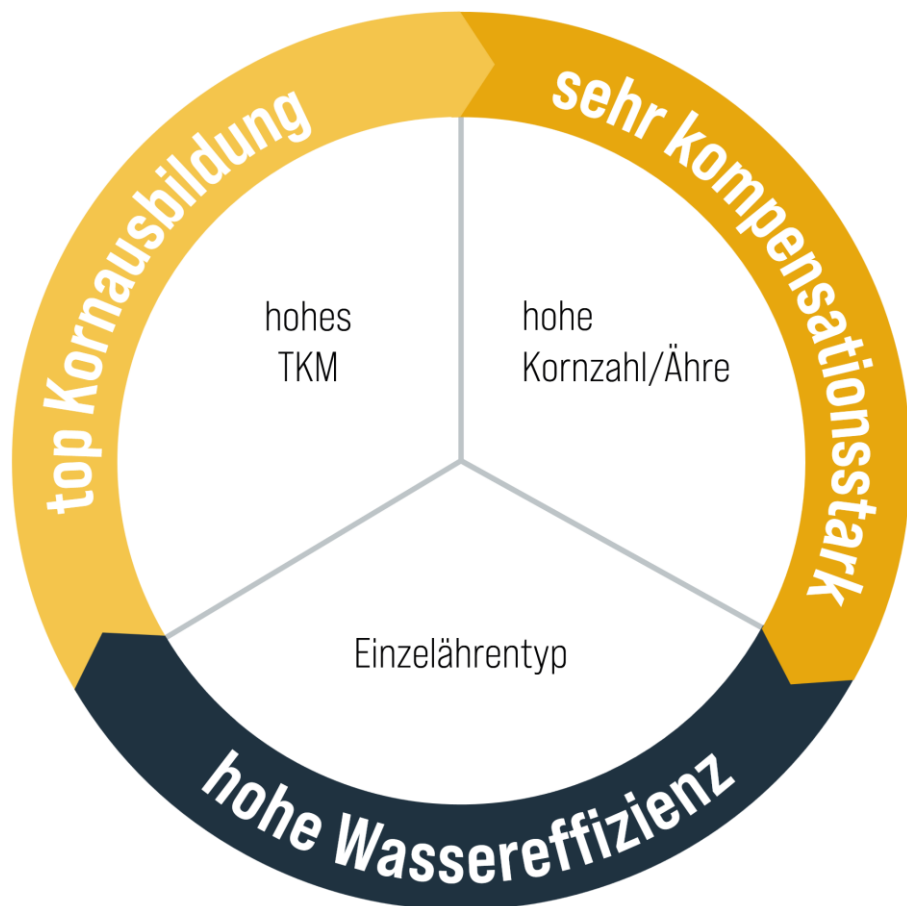 top Kornausbildung
sehr kompensationsstark
hohes
TKM
hohe
Kornzahl/Ähre
Einzelährentyp
hohe Wassereffizienz